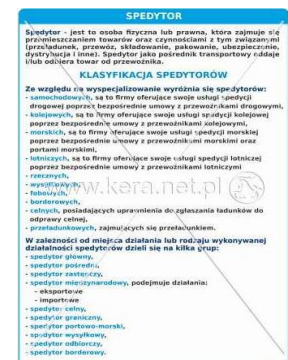 SPEDYTOR
Spedytor - jest to osoba fizyczna lub prawna, która zajmuje się
przemieszczaniem towarów oraz czynnościami z tym związanymi
(przeładunek, przewóz, składowanie, pakowanie, ubezpieczenie,
dystrybucja i inne). Spedytor jako pośrednik transportowy oddaje
i/lub odbiera towar od przewoźnika.
KLASYFIKACJA SPEDYTORÓW
Ze względu na wyspecjalizowanie wyróżnia się spedytorów:
- samochodowych, są to firmy oferujące swoje usługi spedycji
drogowej poprzez bezpośrednie umowy z przewoźnikami drogowymi,
- kolejowych, są to firmy oferujące swoje usługi spedycji kolejowej
poprzez bezpośrednie umowy z przewoźnikami kolejowymi,
- morskich, są to firmy oferujące swoje usługi spedycji morskiej
poprzez bezpośrednie umowy z przewoźnikami morskimi oraz
portami morskimi,
- lotniczych, są to firmy oferujące swoje usługi spedycji lotniczej
poprzez bezpośrednie umowy z przewoźnikami lotniczymi
- rzecznych,
- wysyłkowych,
- fobowych,
- borderowych,
- celnych, posiadających uprawnienia do zgłaszania ładunków do
odprawy celnej,
- przeładunkowych, zajmujących się przeładunkiem.
www.kera.net.pl
W zależności od miejsca działania lub rodzaju wykonywanej
działalności spedytorów dzieli się na kilka grup:
- spedytor główny,
- spedytor pośredni,
- spedytor zastępczy,
- spedytor międzynarodowy, podejmuje działania:
- eksportowe
- importowe
- spedytor celny,
- spedytor graniczny,
- spedytor portowo-morski,
- spedytor wysyłkowy,
- spedytor odbiorczy,
- spedytor borderowy.